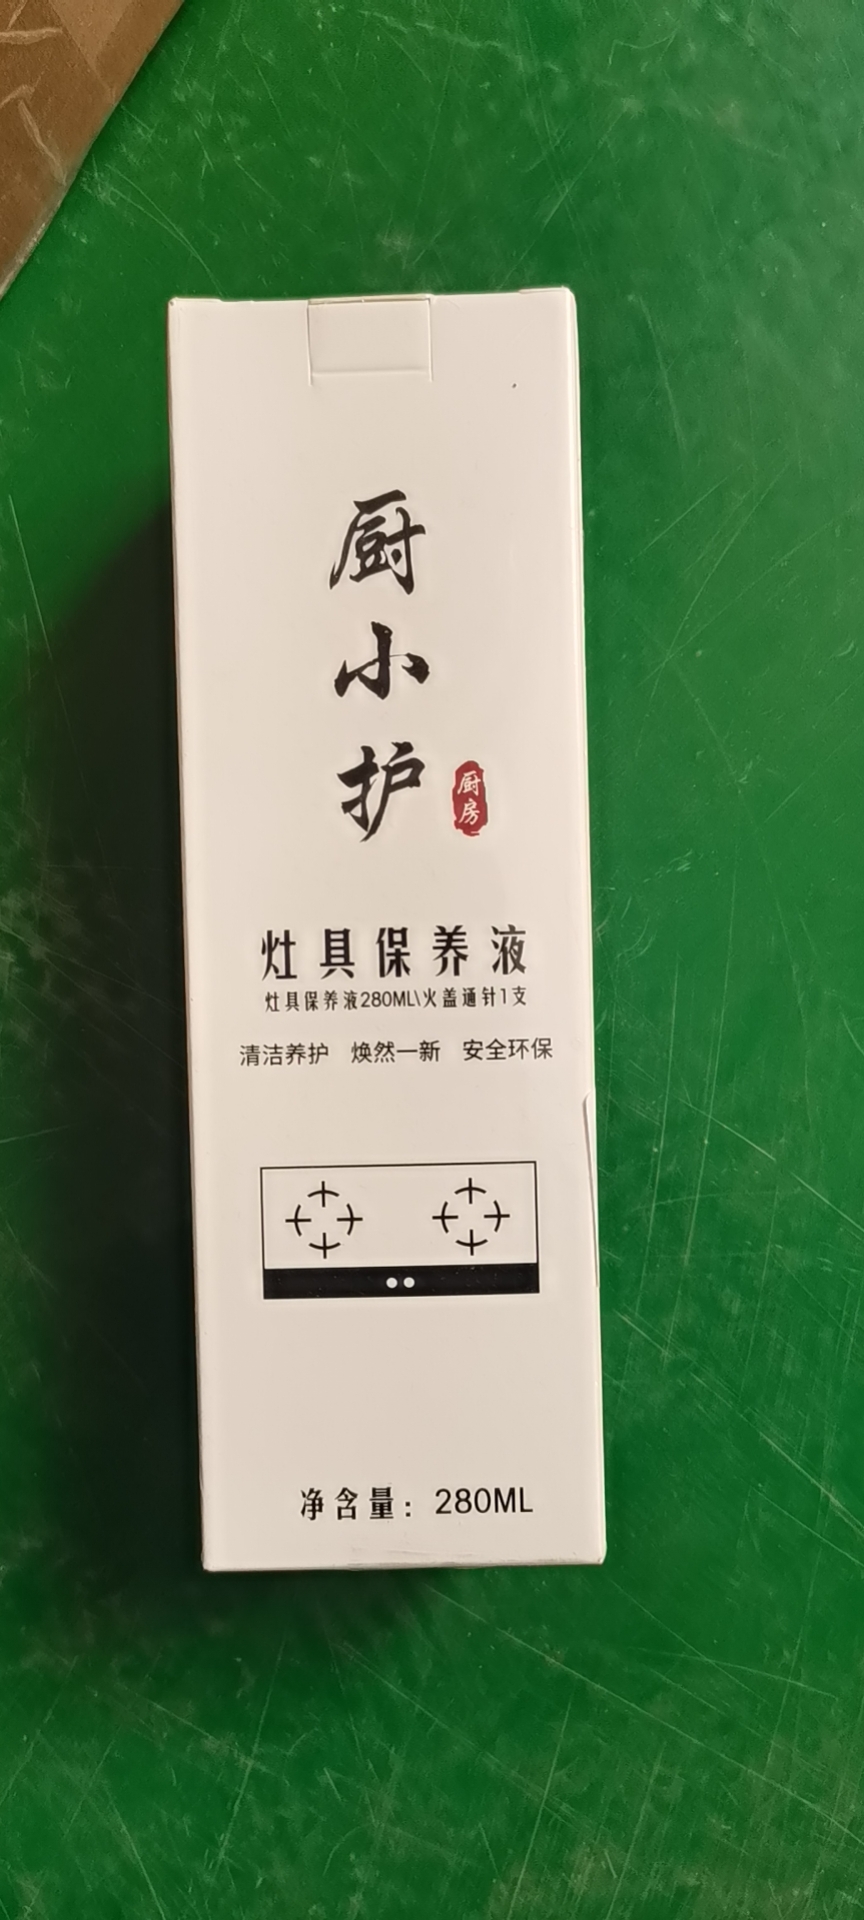 厨小护
厨房
灶具保养液
灶具保养液280ML\火盖通针1支
清洁养护 焕然一新 安全环保
净含量：280ML